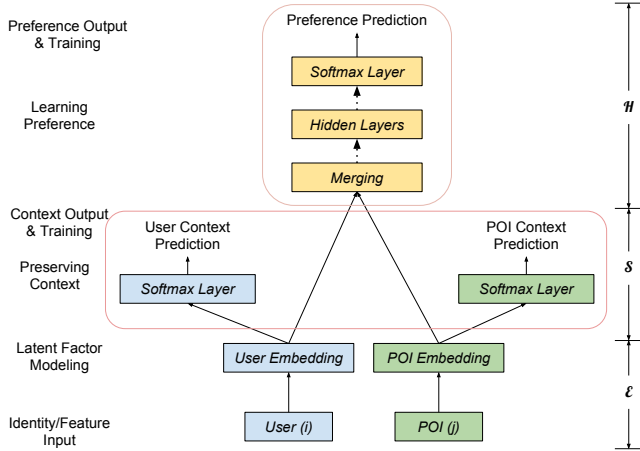 Preference Output
& Training
Preference Prediction
Softmax Layer
Learning
Preference
Hidden Layers
Merging
H
Context Output
& Training
User Context
Prediction
POI Context
Prediction
Preserving
Context
Softmax Layer
Softmax Layer
S
Latent Factor
Modeling
User Embedding
POI Embedding
Identity/Feature
Input
User (i)
POI (j)
ε